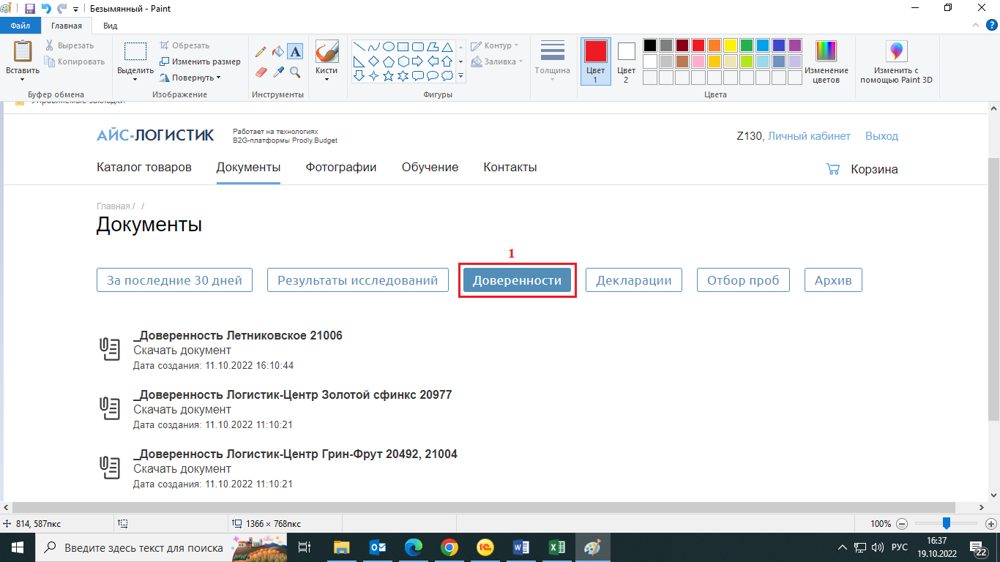 Безымянный - Paint
Файл
Главная
Вид
Вставить
Вырезать
Копировать
Буфер обмена
Выделить
Обрезать
Изменить размер
Повернуть
Изображение
A
Инструменты
Кисти
Контур
Заливка
Фигуры
Толщина
Цвет 1
Цвет 2
Изменение цветов
Цвета
Изменить с помощью Paint 3D
Управляемые закладки
АЙС-ЛОГИСТИК
Работает на технологиях
B2G-платформы Prodly.Budget
Z130, Личный кабинет Выход
Каталог товаров Документы Фотографии Обучение Контакты Корзина
Главная / /
Документы
1
За последние 30 дней Результаты исследований Доверенности Декларации Отбор проб Архив
_Доверенность Летниковское 21006
Скачать документ
Дата создания: 11.10.2022 16:10:44
_Доверенность Логистик-Центр Золотой сфинкс 20977
Скачать документ
Дата создания: 11.10.2022 11:10:21
_Доверенность Логистик-Центр Грин-Фрут 20492, 21004
Скачать документ
Дата создания: 11.10.2022 11:10:21
814, 587пкс
1366 × 768пкс
100%
Введите здесь текст для поиска
РУС
16:37
19.10.2022
22